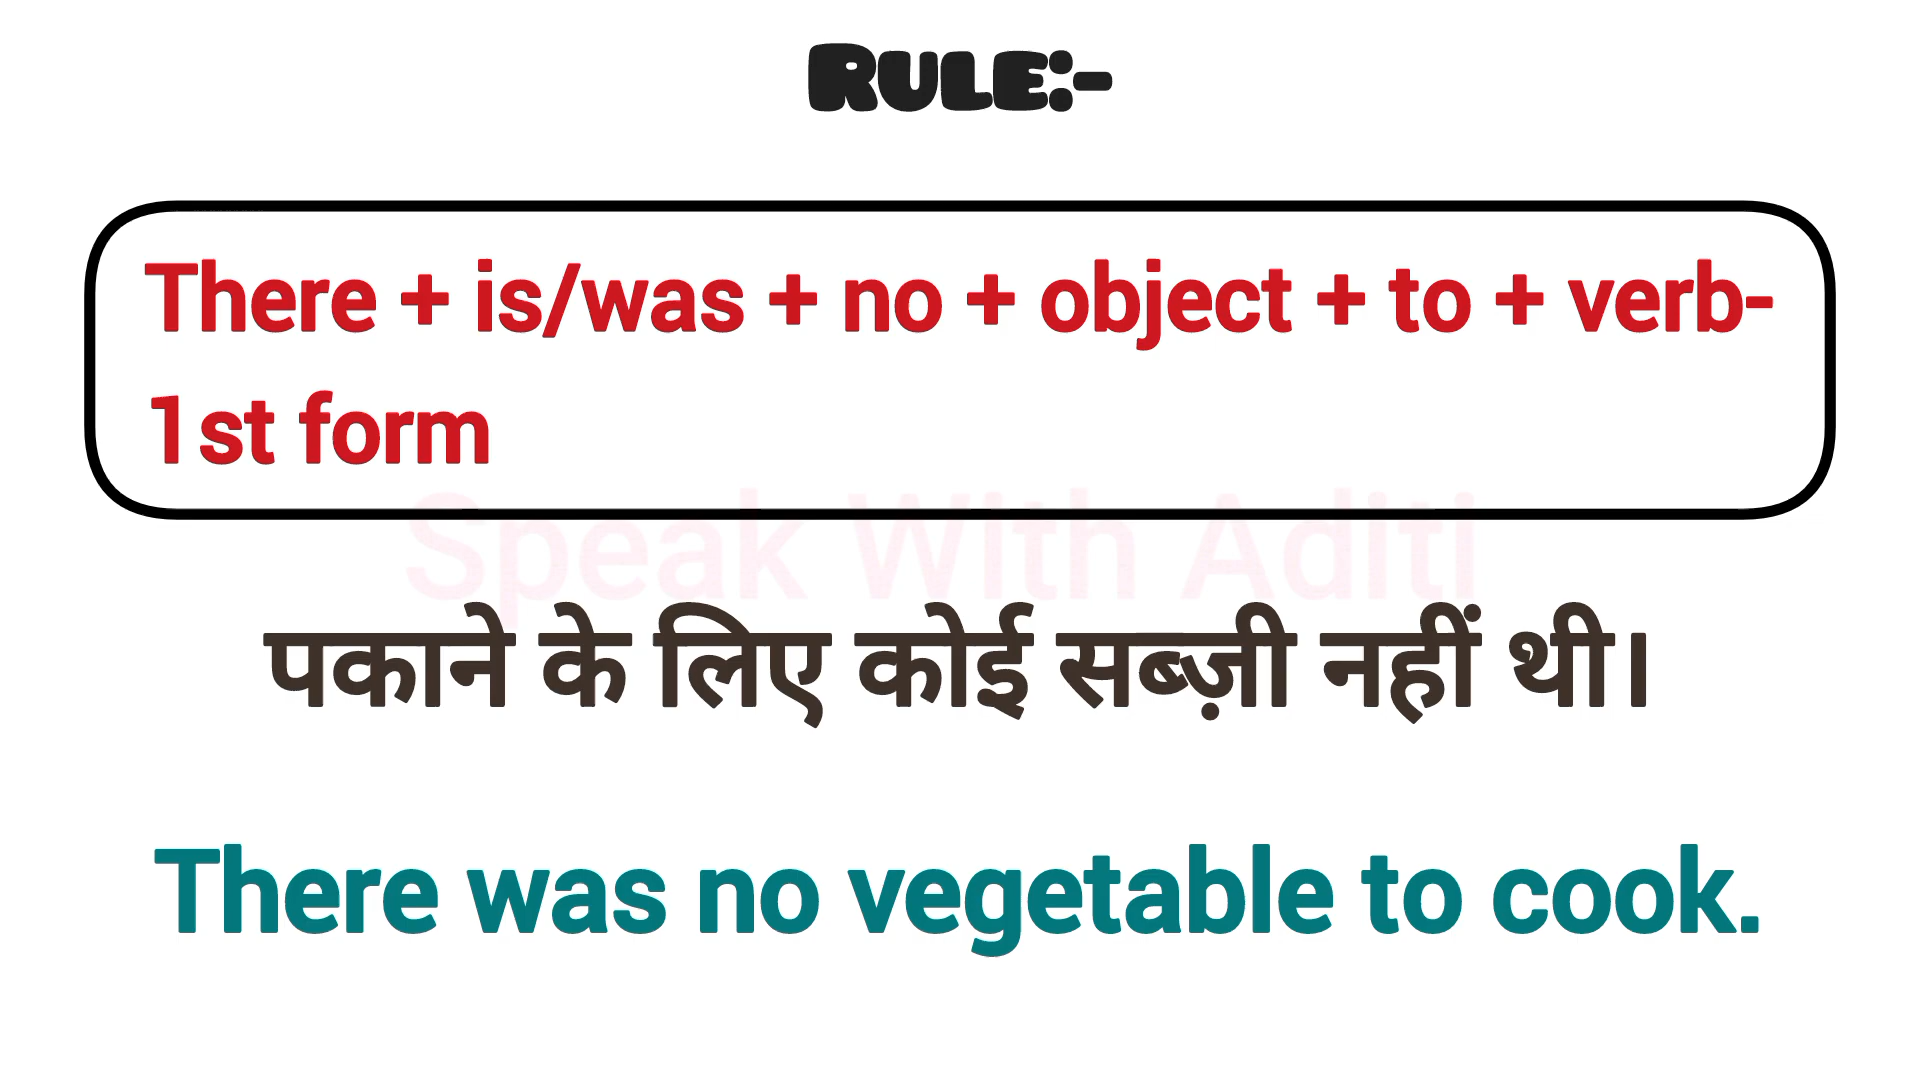 Rule:-
There + is/was + no + object + to + verb-
1st form
Speak With Aditi
पकाने के लिए कोई सब्ज़ी नहीं थी।
There was no vegetable to cook.